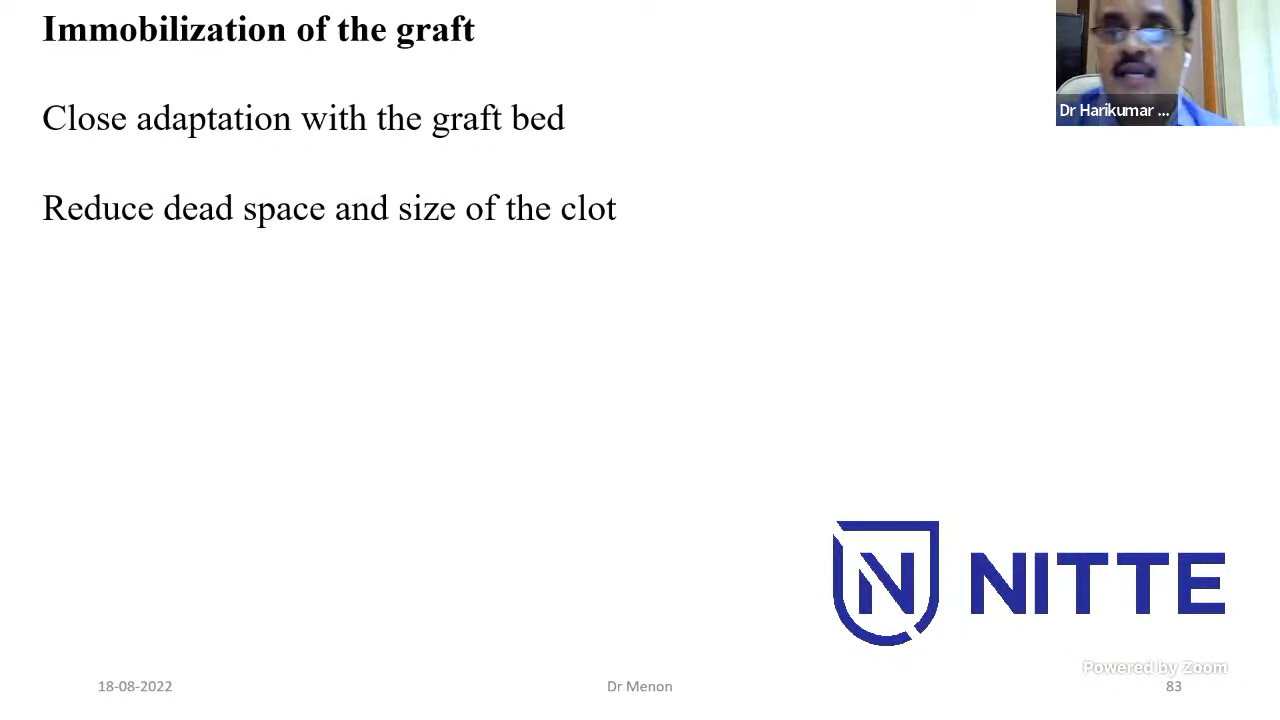 Immobilization of the graft
Dr Harikumar ...
Close adaptation with the graft bed
Reduce dead space and size of the clot
N NITTE
Powered by Zoom
18-08-2022
Dr Menon
83